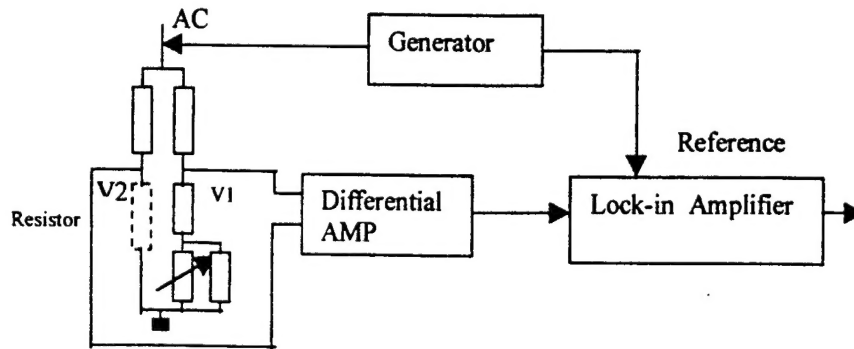 AC
Generator
Reference
V2
V1
Resistor
Differential
AMP
Lock-in Amplifier